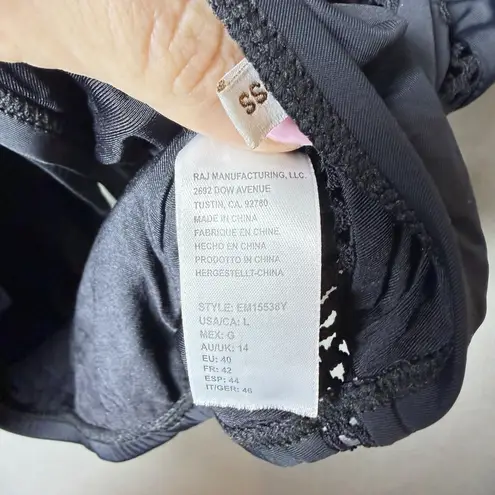 SS
RAJ MANUFACTURING, LLC.
2692 DOW AVENUE
TUSTIN, CA. 92780
MADE IN CHINA
FABRIQUE EN CHINE
HECHO EN CHINA
PRODOTTO IN CHINA
HERGESTELLT-CHINA
STYLE: EM15538Y
USA/CA: L
MEX: G
AU/UK: 14
EU: 40
FR: 42
ESP: 44
IT/GER: 46